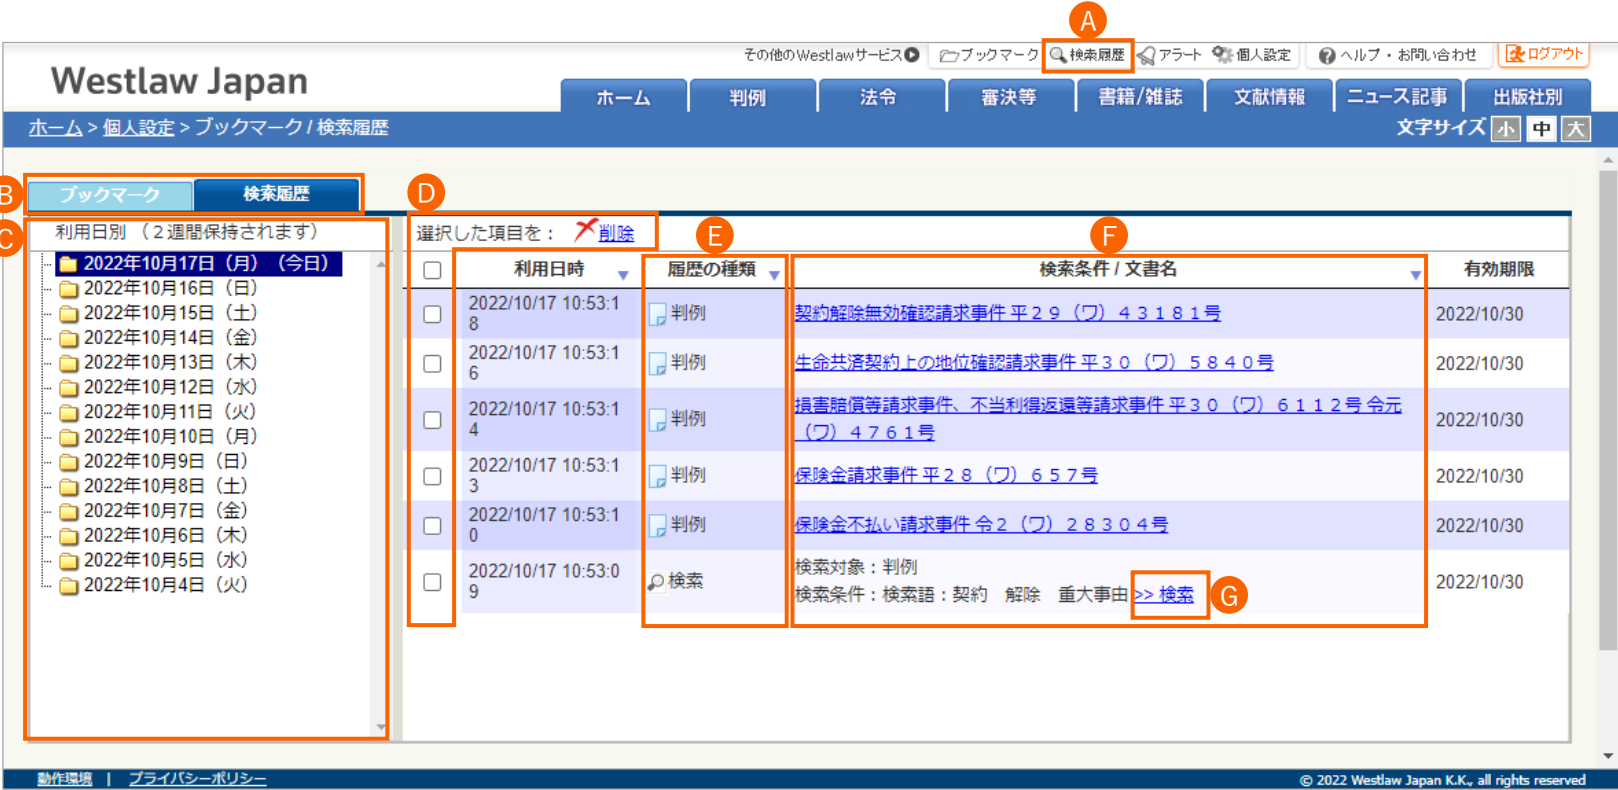 A
その他のWestlawサービス ブックマーク 検索履歴 アラート 個人設定 ヘルプ・お問い合わせ ログアウト
Westlaw Japan
ホーム 判例 法令 審決等 書籍/雑誌 文献情報 ニュース記事 出版社別
ホーム > 個人設定 > ブックマーク / 検索履歴
文字サイズ 小 中 大
B
ブックマーク 検索履歴
C
利用日別 （２週間保持されます）
2022年10月17日（月）（今日）
2022年10月16日（日）
2022年10月15日（土）
2022年10月14日（金）
2022年10月13日（木）
2022年10月12日（水）
2022年10月11日（火）
2022年10月10日（月）
2022年10月9日（日）
2022年10月8日（土）
2022年10月7日（金）
2022年10月6日（木）
2022年10月5日（水）
2022年10月4日（火）
D
選択した項目を： 削除
E
F
利用日時 履歴の種類 検索条件 / 文書名 有効期限
2022/10/17 10:53:1
8
判例
契約解除無効確認請求事件 平２９（ワ）４３１８１号
2022/10/30
2022/10/17 10:53:1
6
判例
生命共済契約上の地位確認請求事件 平３０（ワ）５８４０号
2022/10/30
2022/10/17 10:53:1
4
判例
損害賠償等請求事件、不当利得返還等請求事件 平３０（ワ）６１１２号 令元
（ワ）４７６１号
2022/10/30
2022/10/17 10:53:1
3
判例
保険金請求事件 平２８（ワ）６５７号
2022/10/30
2022/10/17 10:53:1
0
判例
保険金不払い請求事件 令２（ワ）２８３０４号
2022/10/30
2022/10/17 10:53:0
9
検索
検索対象：判例
検索条件：検索語：契約　解除　重大事由 >> 検索
G
2022/10/30
動作環境 | プライバシーポリシー
© 2022 Westlaw Japan K.K., all rights reserved